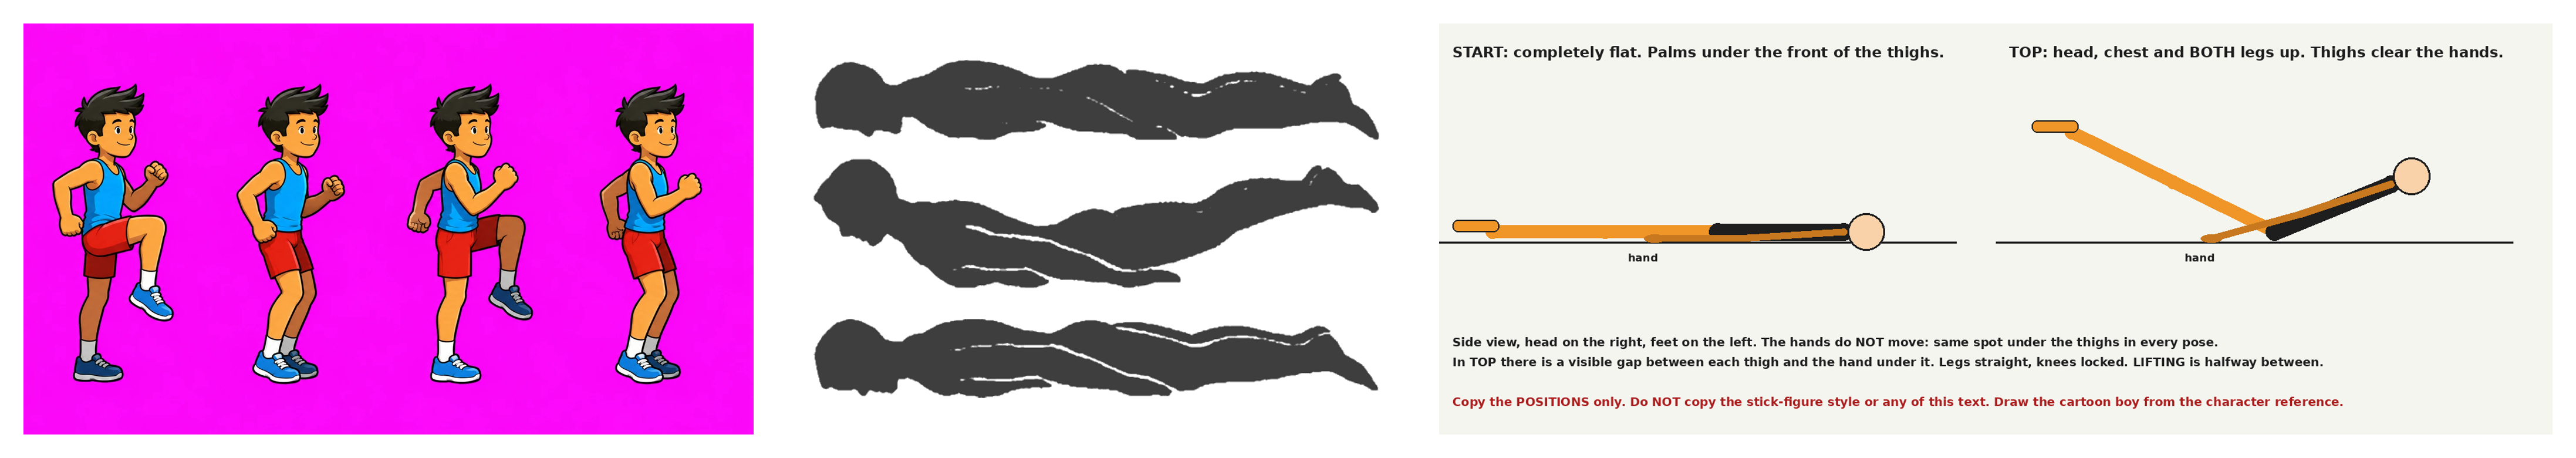 START: completely flat. Palms under the front of the thighs.
TOP: head, chest and BOTH legs up. Thighs clear the hands.
hand
hand
Side view, head on the right, feet on the left. The hands do NOT move: same spot under the thighs in every pose.
In TOP there is a visible gap between each thigh and the hand under it. Legs straight, knees locked. LIFTING is halfway between.
Copy the POSITIONS only. Do NOT copy the stick-figure style or any of this text. Draw the cartoon boy from the character reference.